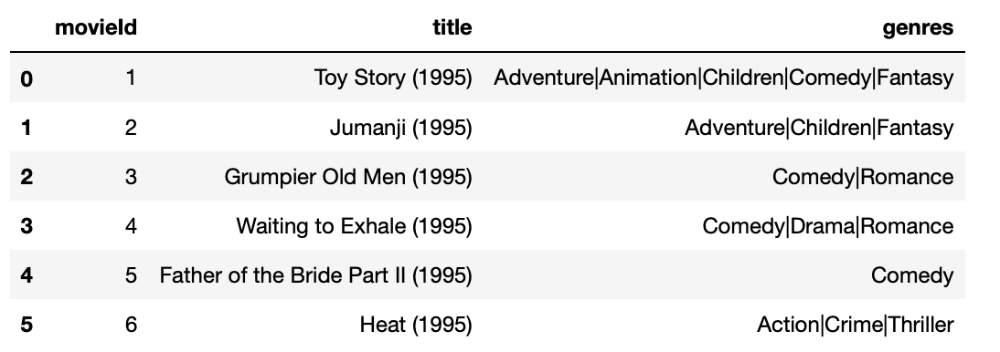 movieId title genres
0 1 Toy Story (1995) Adventure|Animation|Children|Comedy|Fantasy
1 2 Jumanji (1995) Adventure|Children|Fantasy
2 3 Grumpier Old Men (1995) Comedy|Romance
3 4 Waiting to Exhale (1995) Comedy|Drama|Romance
4 5 Father of the Bride Part II (1995) Comedy
5 6 Heat (1995) Action|Crime|Thriller